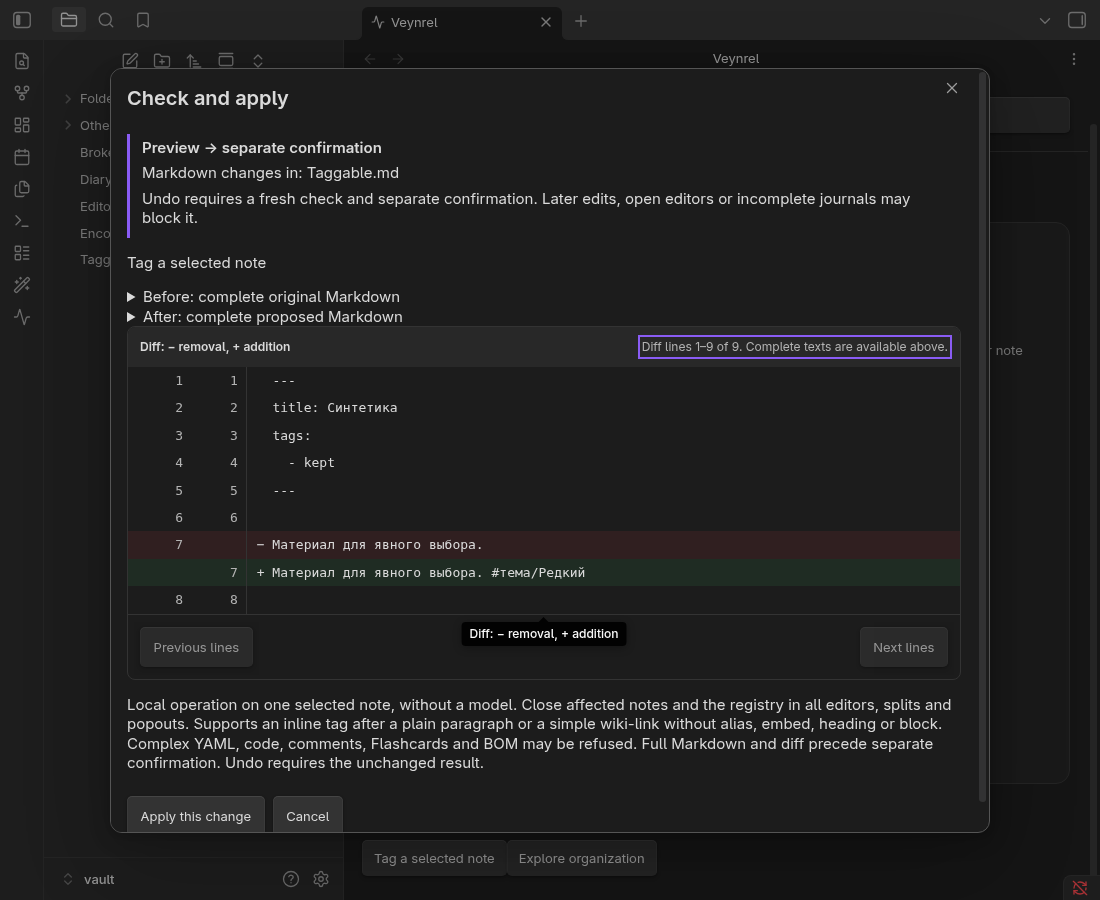 Veynrel
Veynrel
Folde
Othe
Brok
Diary
Edito
Enco
Tagg
Check and apply
Preview → separate confirmation
Markdown changes in: Taggable.md
Undo requires a fresh check and separate confirmation. Later edits, open editors or incomplete journals may
block it.
Tag a selected note
Before: complete original Markdown
After: complete proposed Markdown
Diff: − removal, + addition
Diff lines 1–9 of 9. Complete texts are available above.
1 1 ---
2 2 title: Синтетика
3 3 tags:
4 4 - kept
5 5 ---
6 6
7 − Материал для явного выбора.
7 + Материал для явного выбора. #тема/Редкий
8 8
Diff: − removal, + addition
Previous lines
Next lines
Local operation on one selected note, without a model. Close affected notes and the registry in all editors, splits and
popouts. Supports an inline tag after a plain paragraph or a simple wiki-link without alias, embed, heading or block.
Complex YAML, code, comments, Flashcards and BOM may be refused. Full Markdown and diff precede separate
confirmation. Undo requires the unchanged result.
Apply this change
Cancel
note
Tag a selected note
Explore organization
vault